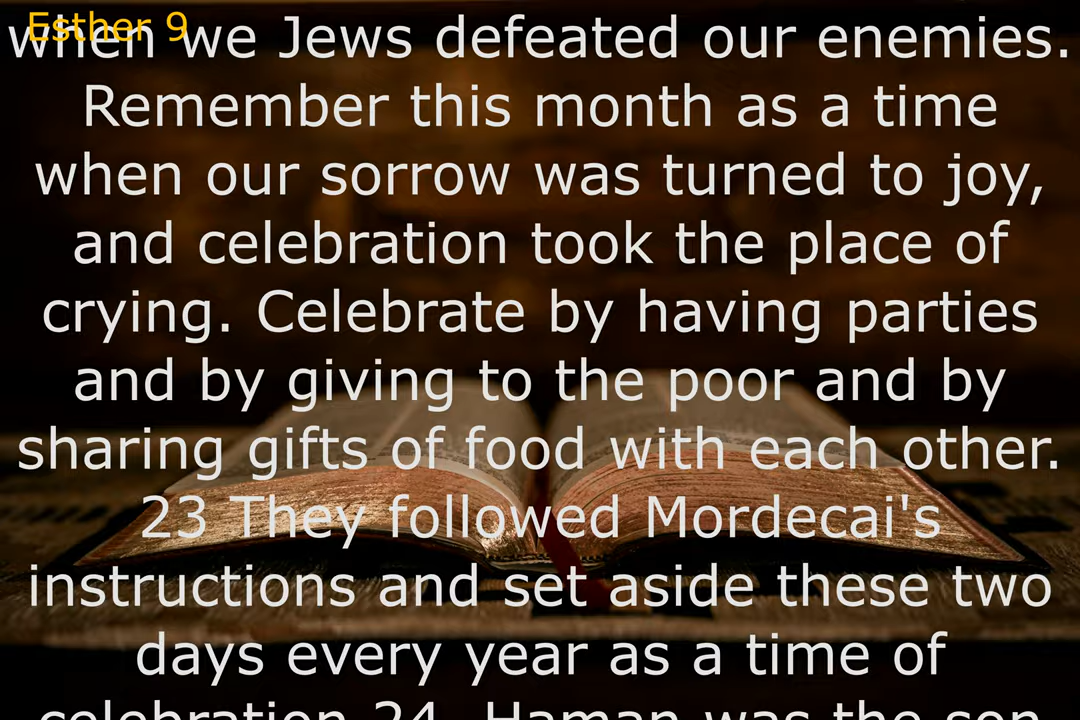 Esther 9
when we Jews defeated our enemies.
Remember this month as a time
when our sorrow was turned to joy,
and celebration took the place of
crying. Celebrate by having parties
and by giving to the poor and by
sharing gifts of food with each other.
23 They followed Mordecai's
instructions and set aside these two
days every year as a time of
celebration 24 Haman was the son